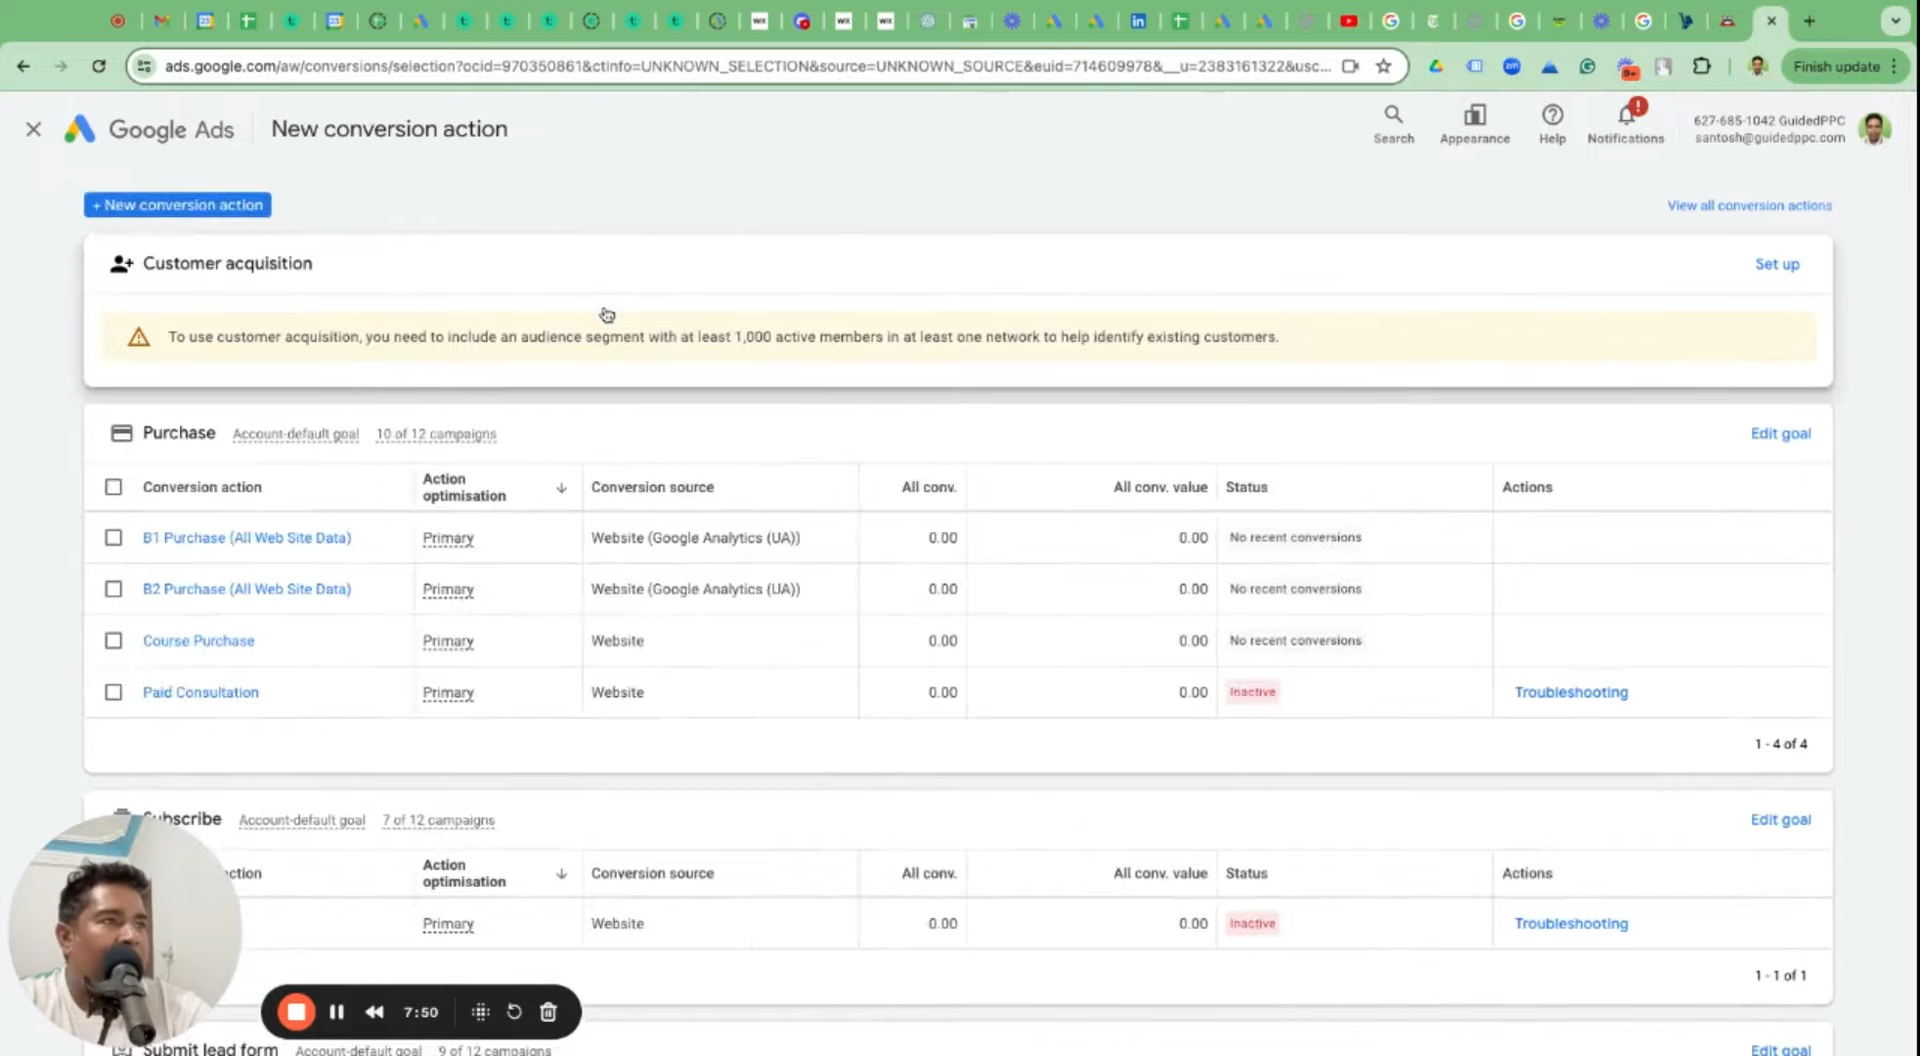 ads.google.com/aw/conversions/selection?ocid=970350861&ctInfo=UNKNOWN_SELECTION&source=UNKNOWN_SOURCE&euid=714609978&__u=2383161322&usc...
Finish update
Google Ads
New conversion action
Search
Appearance
Help
Notifications
627-685-1042 GuidedPPC
santosh@guidedppc.com
+ New conversion action
View all conversion actions
Customer acquisition
Set up
To use customer acquisition, you need to include an audience segment with at least 1,000 active members in at least one network to help identify existing customers.
Purchase Account-default goal 10 of 12 campaigns
Edit goal
Conversion action Action optimisation Conversion source All conv. All conv. value Status Actions
B1 Purchase (All Web Site Data) Primary Website (Google Analytics (UA)) 0.00 0.00 No recent conversions
B2 Purchase (All Web Site Data) Primary Website (Google Analytics (UA)) 0.00 0.00 No recent conversions
Course Purchase Primary Website 0.00 0.00 No recent conversions
Paid Consultation Primary Website 0.00 0.00 Inactive Troubleshooting
1 - 4 of 4
Subscribe Account-default goal 7 of 12 campaigns
Edit goal
ction Action optimisation Conversion source All conv. All conv. value Status Actions
Primary Website 0.00 0.00 Inactive Troubleshooting
1 - 1 of 1
7:50
Submit lead form Account-default goal 9 of 12 campaigns
Edit goal